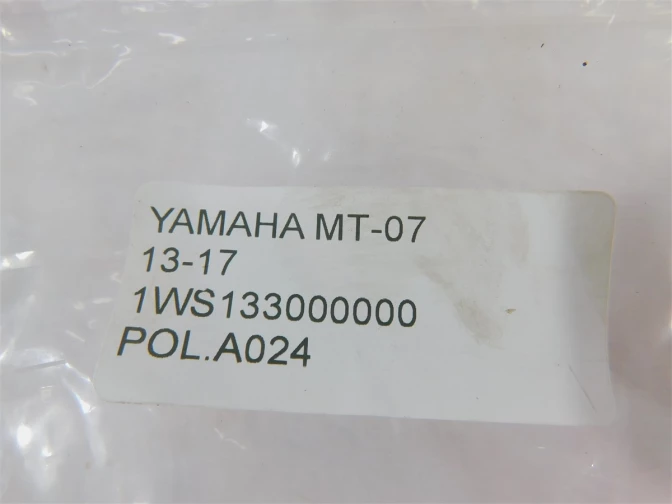 YAMAHA MT-07
13-17
1WS133000000
POL.A024